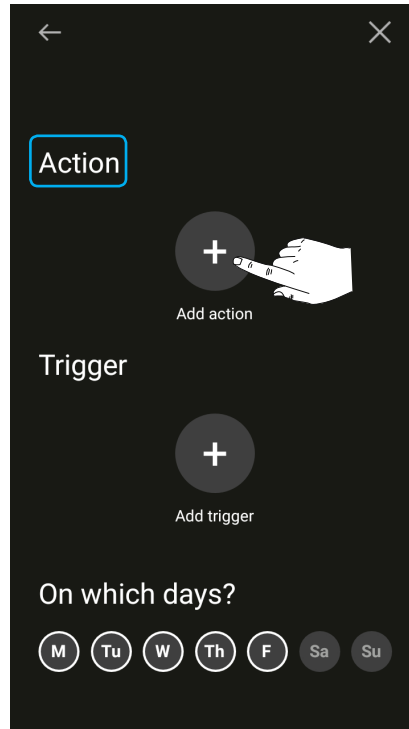 Action
Add action
Trigger
Add trigger
On which days?
M Tu W Th F Sa Su